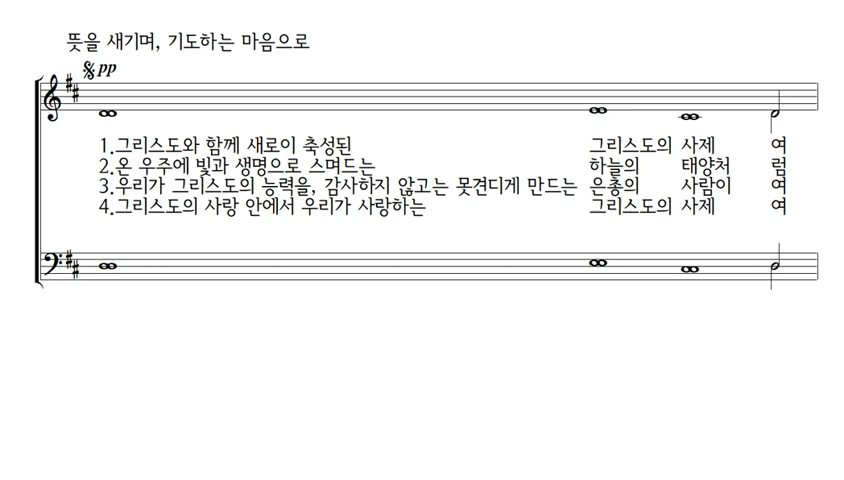 뜻을 새기며, 기도하는 마음으로
pp
1.그리스도와 함께 새로이 축성된 그리스도의 사제 여
2.온 우주에 빛과 생명으로 스며드는 하늘의 태양처 럼
3.우리가 그리스도의 능력을, 감사하지 않고는 못견디게 만드는 은총의 사람이 여
4.그리스도의 사랑 안에서 우리가 사랑하는 그리스도의 사제 여